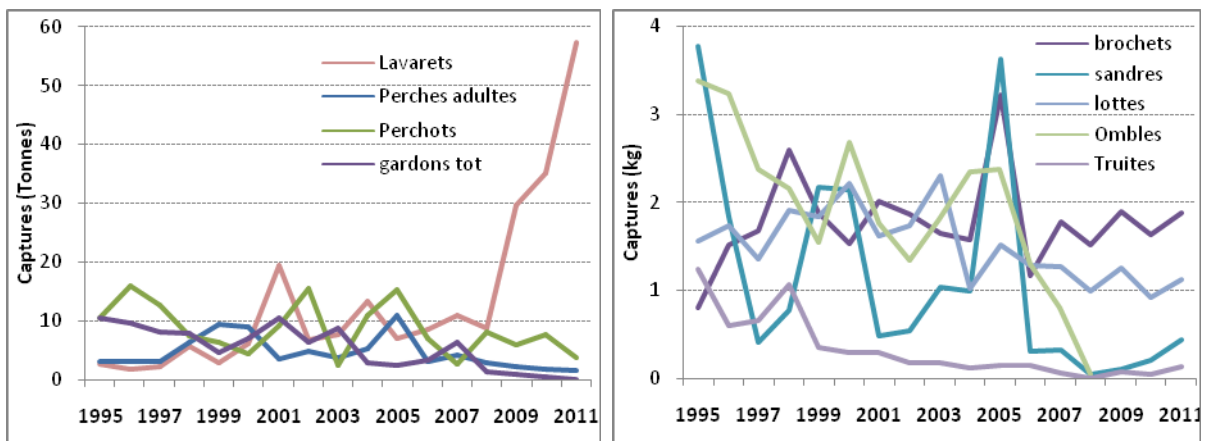 Captures (Tonnes)
60
50
40
30
20
10
0
Lavarets
Perches adultes
Perchots
gardons tot
1995 1997 1999 2001 2003 2005 2007 2009 2011
Captures (kg)
4
3
2
1
0
brochets
sandres
lottes
Ombles
Truites
1995 1997 1999 2001 2003 2005 2007 2009 2011